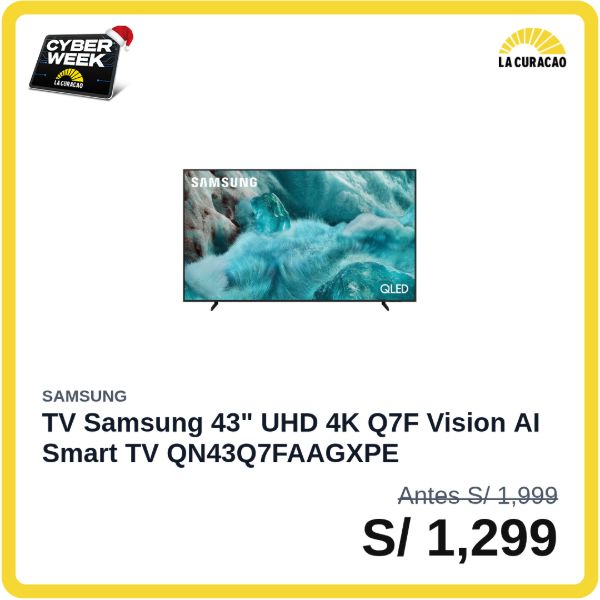 CYBER
WEEK
LA CURACAO
LA CURACAO
SAMSUNG
QLED
SAMSUNG
TV Samsung 43" UHD 4K Q7F Vision AI
Smart TV QN43Q7FAAGXPE
Antes S/ 1,999
S/ 1,299